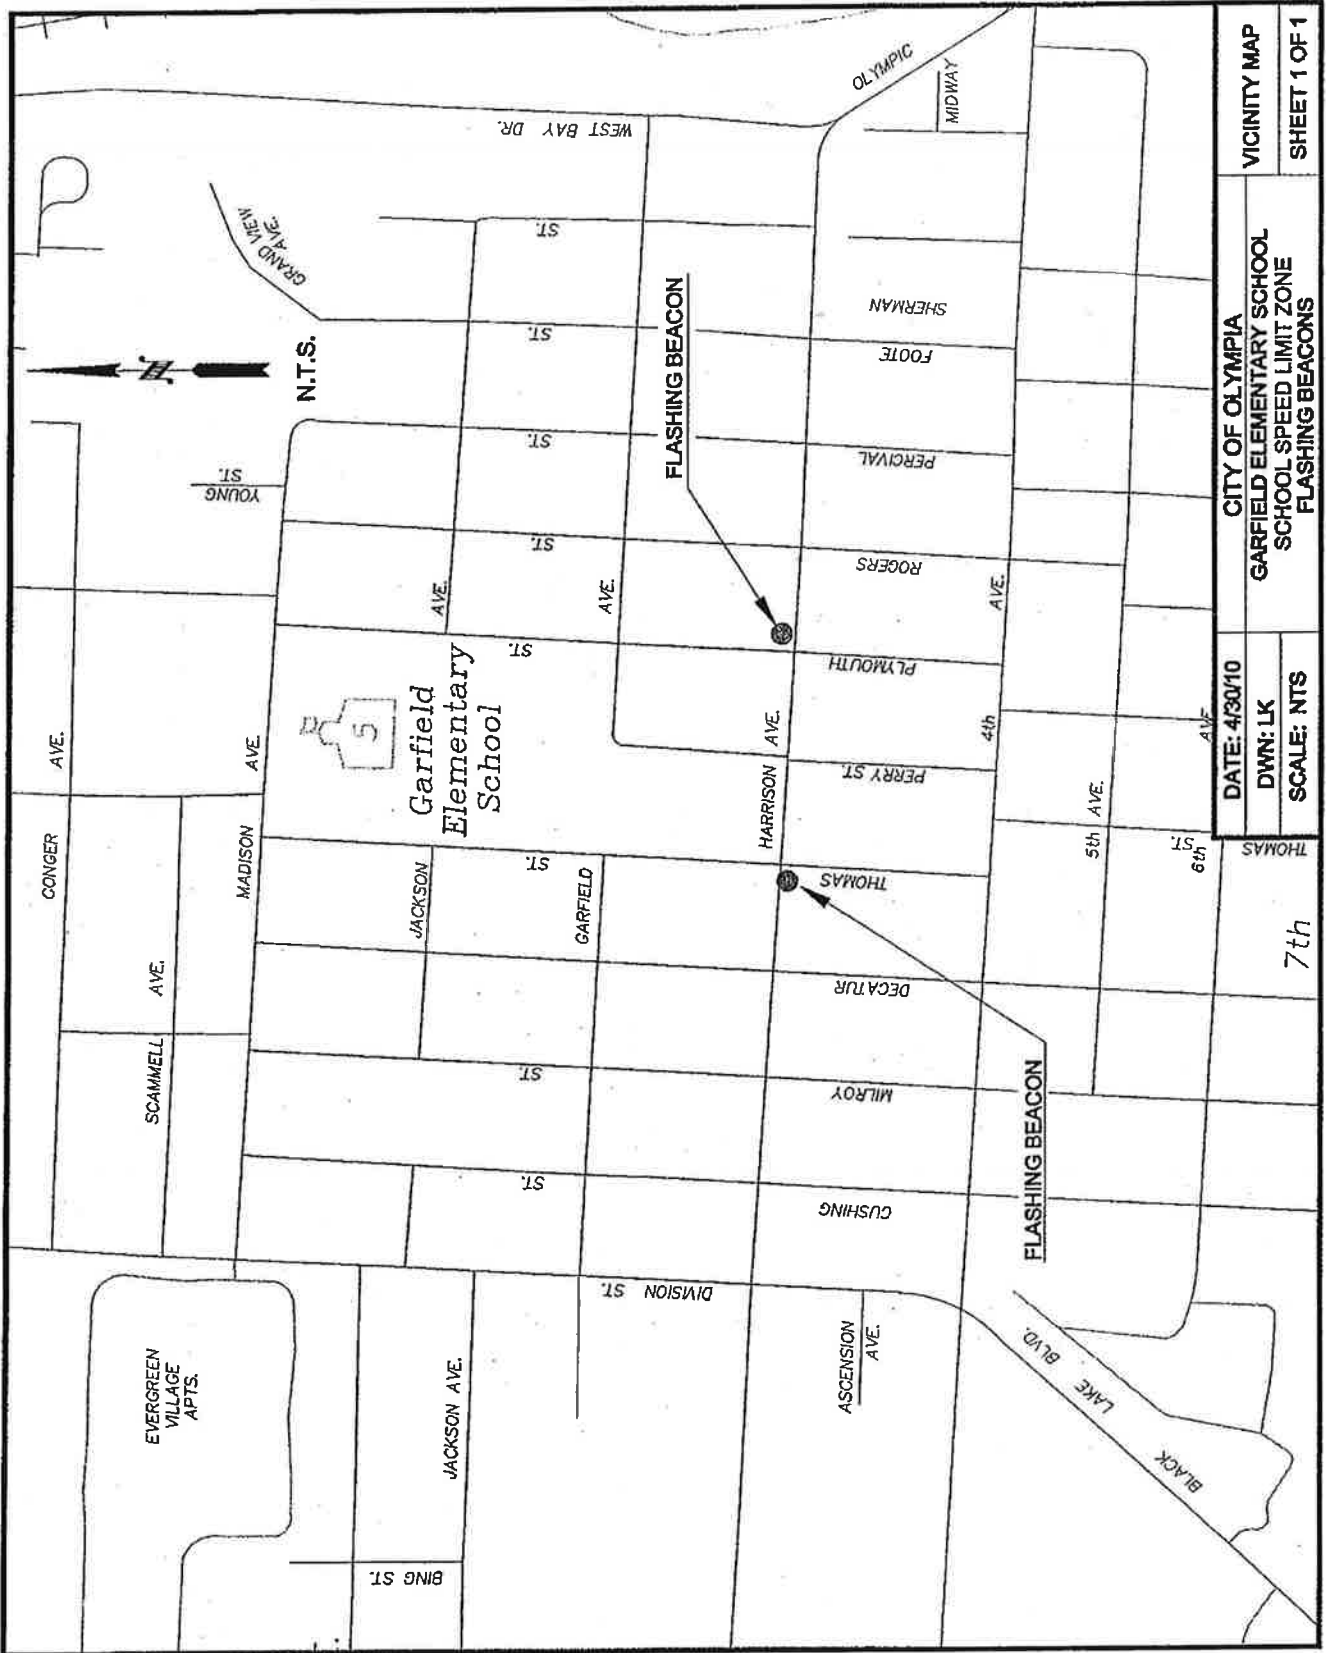 EVERGREEN
VILLAGE
APTS.
BING ST.
JACKSON AVE.
CONGER AVE.
SCAMMELL AVE.
MADISON AVE.
YOUNG
ST.
GRAND VIEW
AVE.
N
N.T.S.
5
Garfield
Elementary
School
JACKSON AVE.
GARFIELD AVE.
HARRISON AVE.
WEST BAY DR.
OLYMPIC
MIDWAY
FLASHING BEACON
FLASHING BEACON
DIVISION ST.
CUSHING ST.
MILROY ST.
DECATUR
THOMAS ST.
PERRY ST.
PLYMOUTH ST.
ROGERS ST.
PERCIVAL ST.
FOOTE ST.
SHERMAN ST.
ASCENSION
AVE.
4th AVE.
5th AVE.
6th AVE
7th
THOMAS ST.
BLACK LAKE BLVD.
DATE: 4/30/10
DWN: LK
SCALE: NTS
CITY OF OLYMPIA
GARFIELD ELEMENTARY SCHOOL
SCHOOL SPEED LIMIT ZONE
FLASHING BEACONS
VICINITY MAP
SHEET 1 OF 1